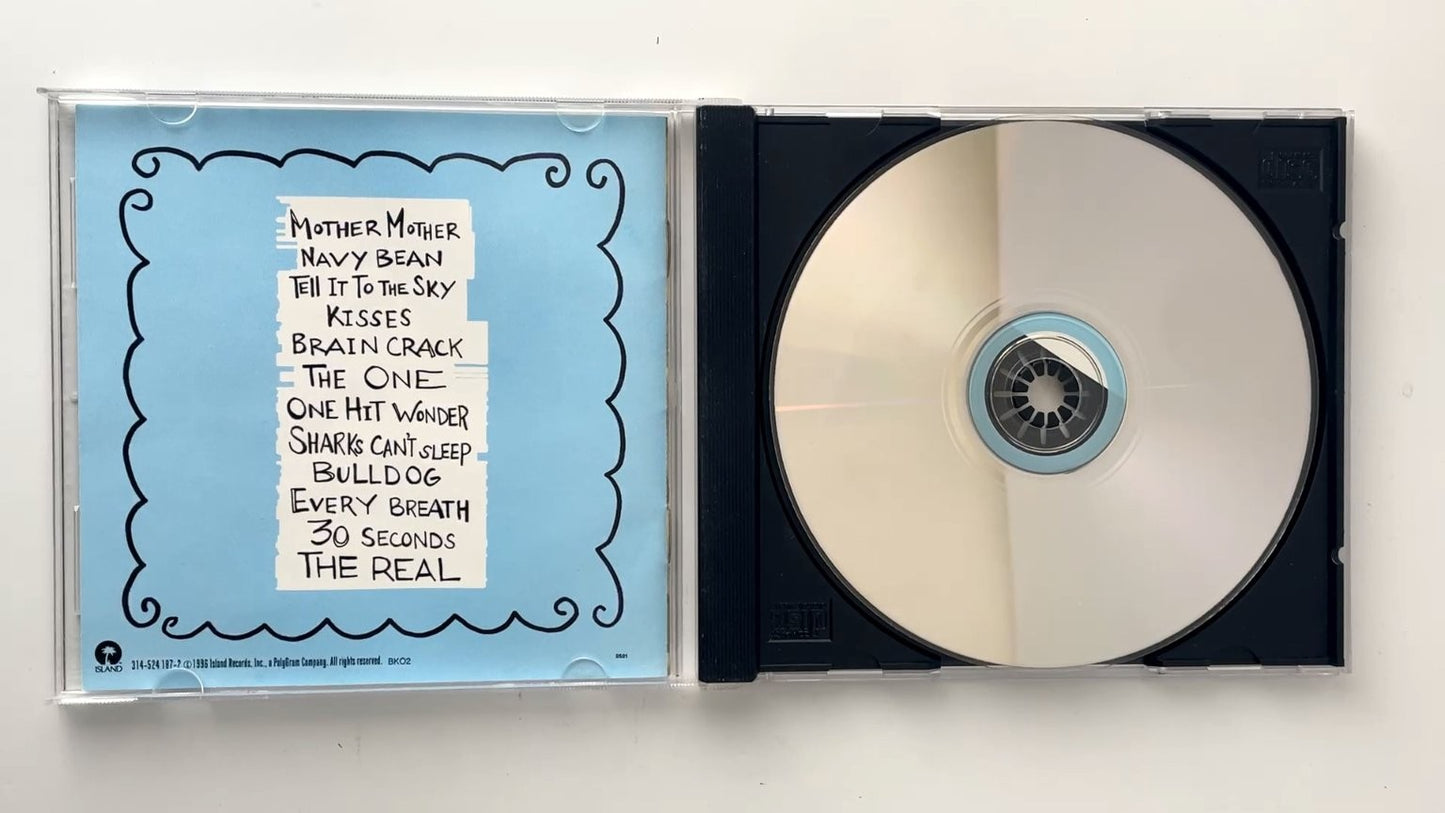 MOTHER MOTHER
NAVY BEAN
TELL IT TO THE SKY
KISSES
BRAIN CRACK
THE ONE
ONE HIT WONDER
SHARKS CAN'T SLEEP
BULLDOG
EVERY BREATH
30 SECONDS
THE REAL
ISLAND
314-524 187-2 ℗©1996 Island Records, Inc., a PolyGram Company. All rights reserved. BK02